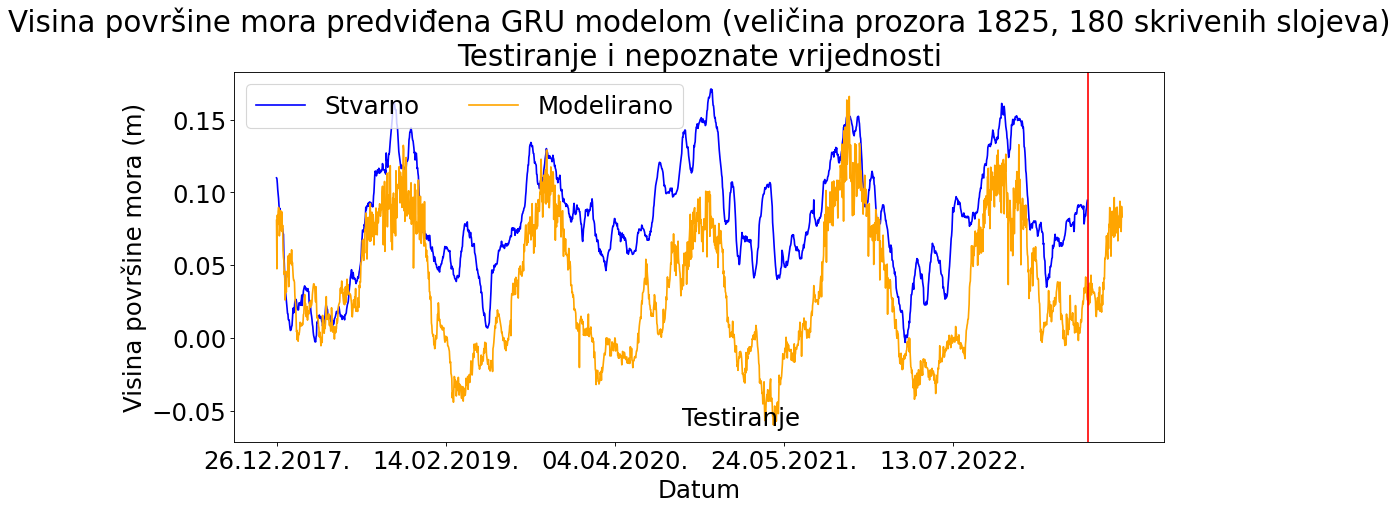 Visina površine mora predviđena GRU modelom (veličina prozora 1825, 180 skrivenih slojeva)
Testiranje i nepoznate vrijednosti
Stvarno
Modelirano
Visina površine mora (m)
0.15
0.10
0.05
0.00
−0.05
Testiranje
26.12.2017.
14.02.2019.
04.04.2020.
24.05.2021.
13.07.2022.
Datum